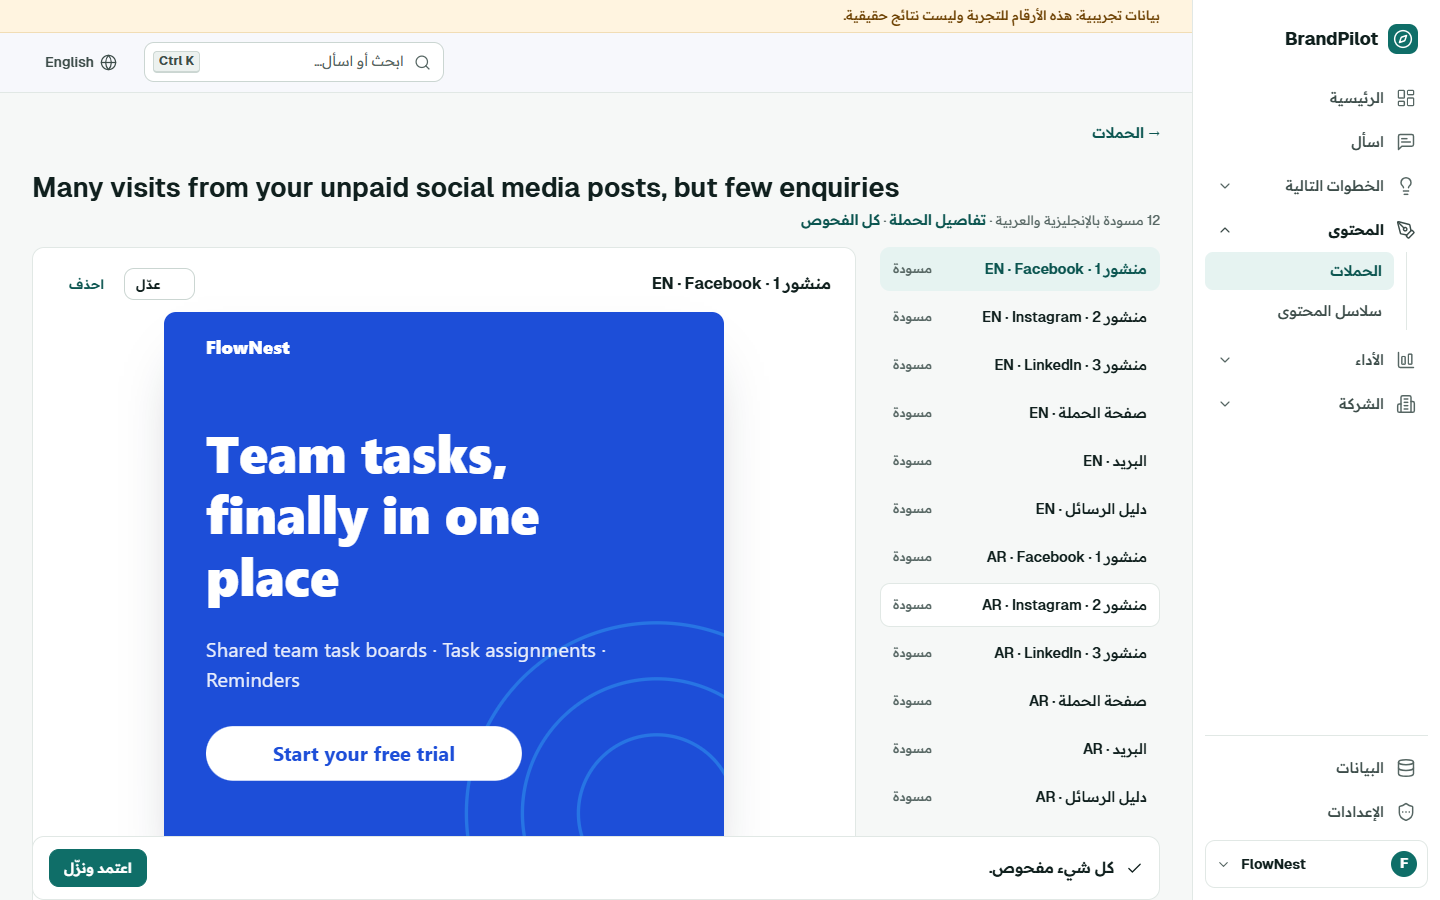 بيانات تجريبية: هذه الأرقام للتجربة وليست نتائج حقيقية.
BrandPilot
الرئيسية
اسأل
الخطوات التالية
المحتوى
الحملات
سلاسل المحتوى
الأداء
الشركة
البيانات
الإعدادات
F FlowNest
ابحث أو اسأل...
Ctrl K
English
→ الحملات
Many visits from your unpaid social media posts, but few enquiries
12 مسودة بالإنجليزية والعربية · تفاصيل الحملة · كل الفحوص
منشور 1 · EN · Facebook مسودة
منشور 2 · EN · Instagram مسودة
منشور 3 · EN · LinkedIn مسودة
صفحة الحملة · EN مسودة
البريد · EN مسودة
دليل الرسائل · EN مسودة
منشور 1 · AR · Facebook مسودة
منشور 2 · AR · Instagram مسودة
منشور 3 · AR · LinkedIn مسودة
صفحة الحملة · AR مسودة
البريد · AR مسودة
دليل الرسائل · AR مسودة
منشور 1 · EN · Facebook
عدّل
احذف
FlowNest
Team tasks,
finally in one
place
Shared team task boards · Task assignments ·
Reminders
Start your free trial
كل شيء مفحوص.
اعتمد ونزّل